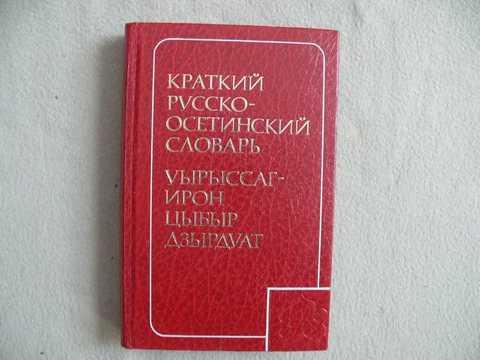 КРАТКИЙ
РУССКО-
ОСЕТИНСКИЙ
СЛОВАРЬ
УЫРЫССАГ-
ИРОН
ЦЫБЫР
ДЗЫРДУАТ